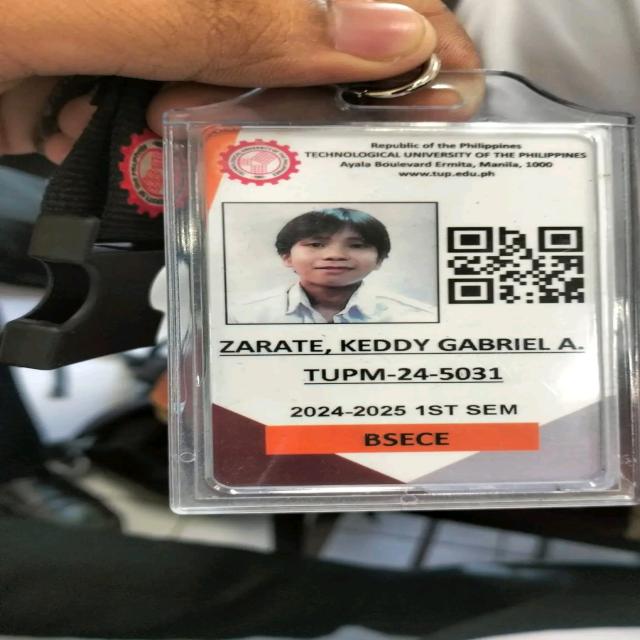 Republic of the Philippines
TECHNOLOGICAL UNIVERSITY OF THE PHILIPPINES
Ayala Boulevard Ermita, Manila, 1000
www.tup.edu.ph
ZARATE, KEDDY GABRIEL A.
TUPM-24-5031
2024-2025 1ST SEM
BSECE